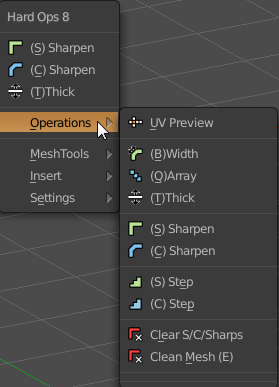 Hard Ops 8
(S) Sharpen
(C) Sharpen
(T)Thick
Operations
MeshTools
Insert
Settings
UV Preview
(B)Width
(Q)Array
(T)Thick
(S) Sharpen
(C) Sharpen
(S) Step
(C) Step
Clear S/C/Sharps
Clean Mesh (E)